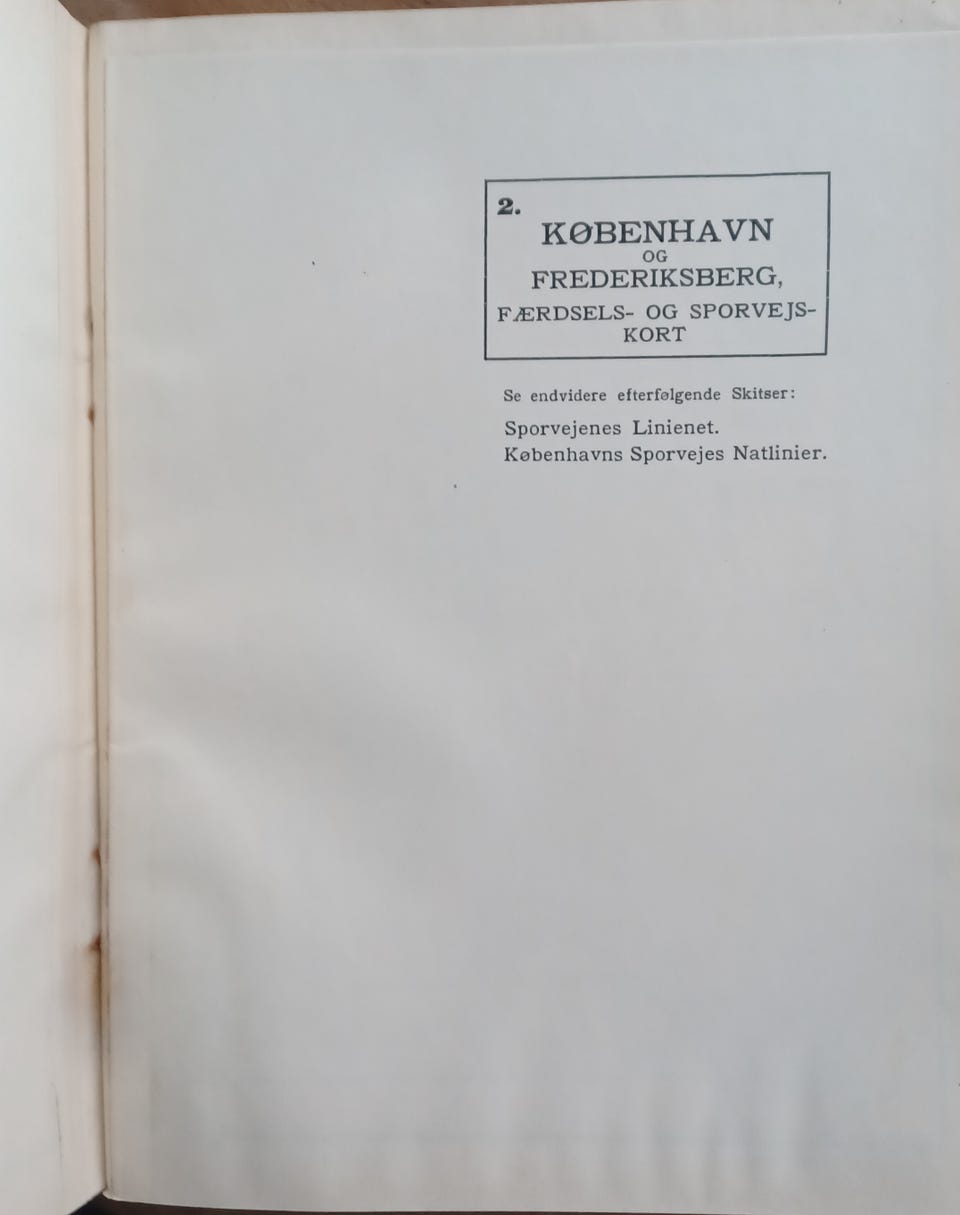 2.
KØBENHAVN
OG
FREDERIKSBERG,
FÆRDSELS- OG SPORVEJS-
KORT
Se endvidere efterfølgende Skitser:
Sporvejenes Linienet.
Københavns Sporvejes Natlinier.